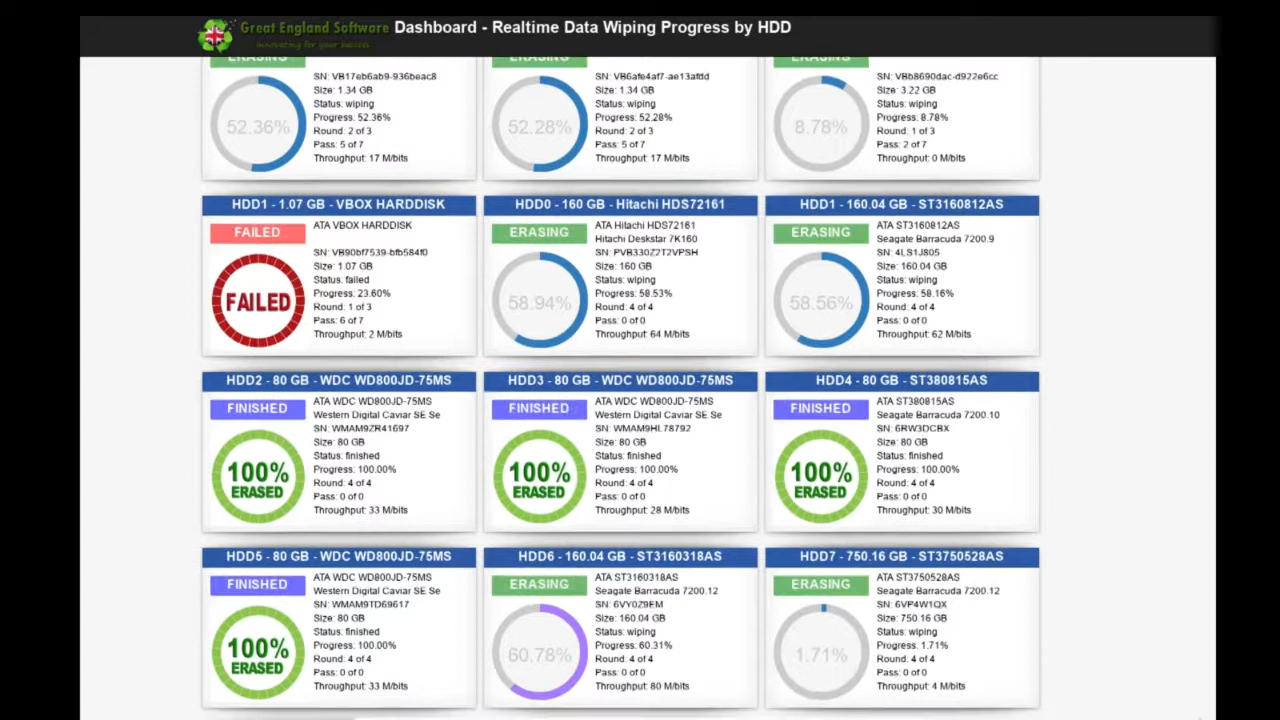 Great England Software
Innovating for your success
Dashboard - Realtime Data Wiping Progress by HDD
ERASING
52.36%
SN: VB17eb6ab9-936beac8
Size: 1.34 GB
Status: wiping
Progress: 52.36%
Round: 2 of 3
Pass: 5 of 7
Throughput: 17 M/bits
ERASING
52.28%
SN: VB6afe4af7-ae13afdd
Size: 1.34 GB
Status: wiping
Progress: 52.28%
Round: 2 of 3
Pass: 5 of 7
Throughput: 17 M/bits
ERASING
8.78%
SN: VBb8690dac-d922e6cc
Size: 3.22 GB
Status: wiping
Progress: 8.78%
Round: 1 of 3
Pass: 2 of 7
Throughput: 0 M/bits
HDD1 - 1.07 GB - VBOX HARDDISK
FAILED
FAILED
ATA VBOX HARDDISK
SN: VB90bf7539-bfb584f0
Size: 1.07 GB
Status: failed
Progress: 23.60%
Round: 1 of 3
Pass: 6 of 7
Throughput: 2 M/bits
HDD0 - 160 GB - Hitachi HDS72161
ERASING
58.94%
ATA Hitachi HDS72161
Hitachi Deskstar 7K160
SN: PVB330Z2T2VPSH
Size: 160 GB
Status: wiping
Progress: 58.53%
Round: 4 of 4
Pass: 0 of 0
Throughput: 64 M/bits
HDD1 - 160.04 GB - ST3160812AS
ERASING
58.56%
ATA ST3160812AS
Seagate Barracuda 7200.9
SN: 4LS1J805
Size: 160.04 GB
Status: wiping
Progress: 58.16%
Round: 4 of 4
Pass: 0 of 0
Throughput: 62 M/bits
HDD2 - 80 GB - WDC WD800JD-75MS
FINISHED
100%
ERASED
ATA WDC WD800JD-75MS
Western Digital Caviar SE Se
SN: WMAM9ZR41697
Size: 80 GB
Status: finished
Progress: 100.00%
Round: 4 of 4
Pass: 0 of 0
Throughput: 33 M/bits
HDD3 - 80 GB - WDC WD800JD-75MS
FINISHED
100%
ERASED
ATA WDC WD800JD-75MS
Western Digital Caviar SE Se
SN: WMAM9HL78792
Size: 80 GB
Status: finished
Progress: 100.00%
Round: 4 of 4
Pass: 0 of 0
Throughput: 28 M/bits
HDD4 - 80 GB - ST380815AS
FINISHED
100%
ERASED
ATA ST380815AS
Seagate Barracuda 7200.10
SN: 6RW3DCBX
Size: 80 GB
Status: finished
Progress: 100.00%
Round: 4 of 4
Pass: 0 of 0
Throughput: 30 M/bits
HDD5 - 80 GB - WDC WD800JD-75MS
FINISHED
100%
ERASED
ATA WDC WD800JD-75MS
Western Digital Caviar SE Se
SN: WMAM9TD69617
Size: 80 GB
Status: finished
Progress: 100.00%
Round: 4 of 4
Pass: 0 of 0
Throughput: 33 M/bits
HDD6 - 160.04 GB - ST3160318AS
ERASING
60.78%
ATA ST3160318AS
Seagate Barracuda 7200.12
SN: 6VY0Z9EM
Size: 160.04 GB
Status: wiping
Progress: 60.31%
Round: 4 of 4
Pass: 0 of 0
Throughput: 80 M/bits
HDD7 - 750.16 GB - ST3750528AS
ERASING
1.71%
ATA ST3750528AS
Seagate Barracuda 7200.12
SN: 6VP4W1QX
Size: 750.16 GB
Status: wiping
Progress: 1.71%
Round: 4 of 4
Pass: 0 of 0
Throughput: 4 M/bits